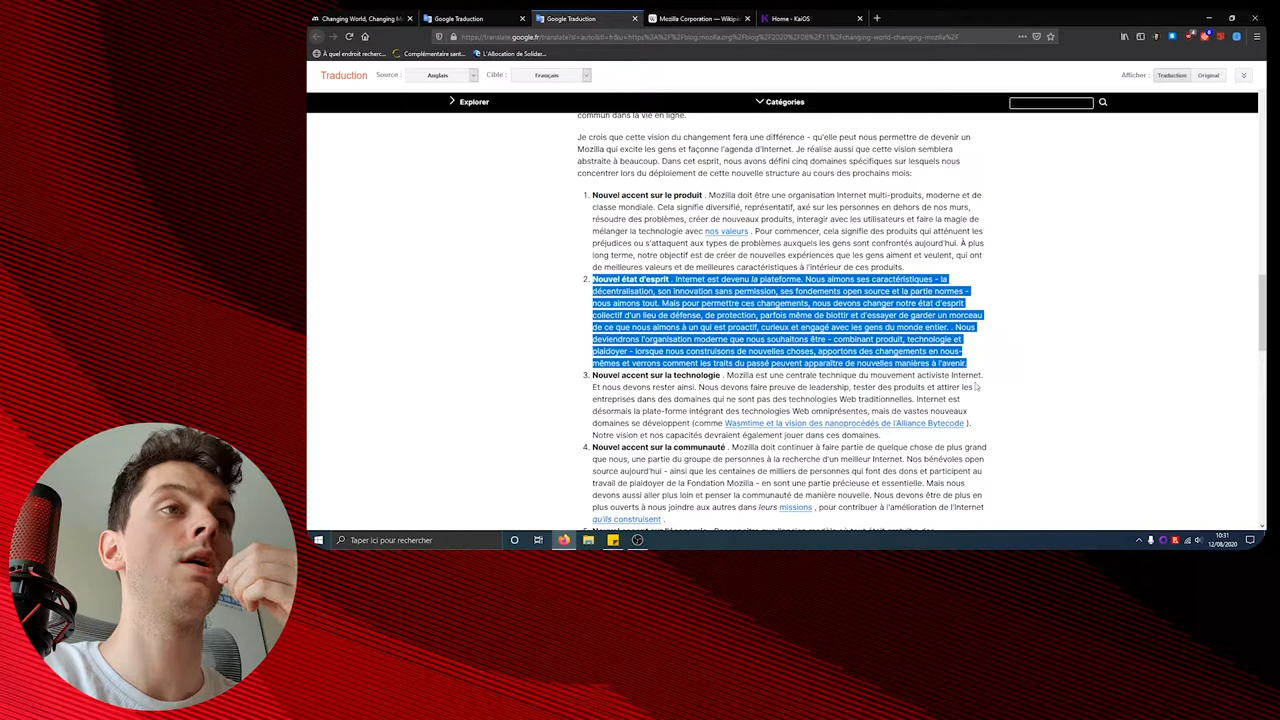 Changing World, Changing M
Google Traduction
Google Traduction
Mozilla Corporation — Wikipé
Home - KaiOS
https://translate.google.fr/translate?sl=auto&tl=fr&u=https%3A%2F%2Fblog.mozilla.org%2Fblog%2F2020%2F08%2F11%2Fchanging-world-changing-mozilla%2F
À quel endroit recherc...
Complémentaire sant...
L'Allocation de Solidar...
Traduction
Source :
Anglais
Cible :
Français
Afficher :
Traduction
Original
Explorer
Catégories
commun dans la vie en ligne.
Je crois que cette vision du changement fera une différence - qu'elle peut nous permettre de devenir un
Mozilla qui excite les gens et façonne l'agenda d'Internet. Je réalise aussi que cette vision semblera
abstraite à beaucoup. Dans cet esprit, nous avons défini cinq domaines spécifiques sur lesquels nous
concentrer lors du déploiement de cette nouvelle structure au cours des prochains mois:
1. Nouvel accent sur le produit . Mozilla doit être une organisation Internet multi-produits, moderne et de
classe mondiale. Cela signifie diversifié, représentatif, axé sur les personnes en dehors de nos murs,
résoudre des problèmes, créer de nouveaux produits, interagir avec les utilisateurs et faire la magie de
mélanger la technologie avec nos valeurs . Pour commencer, cela signifie des produits qui atténuent les
préjudices ou s'attaquent aux types de problèmes auxquels les gens sont confrontés aujourd'hui. À plus
long terme, notre objectif est de créer de nouvelles expériences que les gens aiment et veulent, qui ont
de meilleures valeurs et de meilleures caractéristiques à l'intérieur de ces produits.
2. Nouvel état d'esprit . Internet est devenu la plateforme. Nous aimons ses caractéristiques - la
décentralisation, son innovation sans permission, ses fondements open source et la partie normes -
nous aimons tout. Mais pour permettre ces changements, nous devons changer notre état d'esprit
collectif d'un lieu de défense, de protection, parfois même de blottir et d'essayer de garder un morceau
de ce que nous aimons à un qui est proactif, curieux et engagé avec les gens du monde entier. . Nous
deviendrons l'organisation moderne que nous souhaitons être - combinant produit, technologie et
plaidoyer - lorsque nous construisons de nouvelles choses, apportons des changements en nous-
mêmes et verrons comment les traits du passé peuvent apparaître de nouvelles manières à l'avenir.
3. Nouvel accent sur la technologie . Mozilla est une centrale technique du mouvement activiste Internet.
Et nous devons rester ainsi. Nous devons faire preuve de leadership, tester des produits et attirer les
entreprises dans des domaines qui ne sont pas des technologies Web traditionnelles. Internet est
désormais la plate-forme intégrant des technologies Web omniprésentes, mais de vastes nouveaux
domaines se développent (comme Wasmtime et la vision des nanoprocédés de l'Alliance Bytecode ).
Notre vision et nos capacités devraient également jouer dans ces domaines.
4. Nouvel accent sur la communauté . Mozilla doit continuer à faire partie de quelque chose de plus grand
que nous, une partie du groupe de personnes à la recherche d'un meilleur Internet. Nos bénévoles open
source aujourd'hui - ainsi que les centaines de milliers de personnes qui font des dons et participent au
travail de plaidoyer de la Fondation Mozilla - en sont une partie précieuse et essentielle. Mais nous
devons aussi aller plus loin et penser la communauté de manière nouvelle. Nous devons être de plus en
plus ouverts à nous joindre aux autres dans leurs missions , pour contribuer à l'amélioration de l'Internet
qu'ils construisent .
Taper ici pour rechercher
10:31
12/08/2020